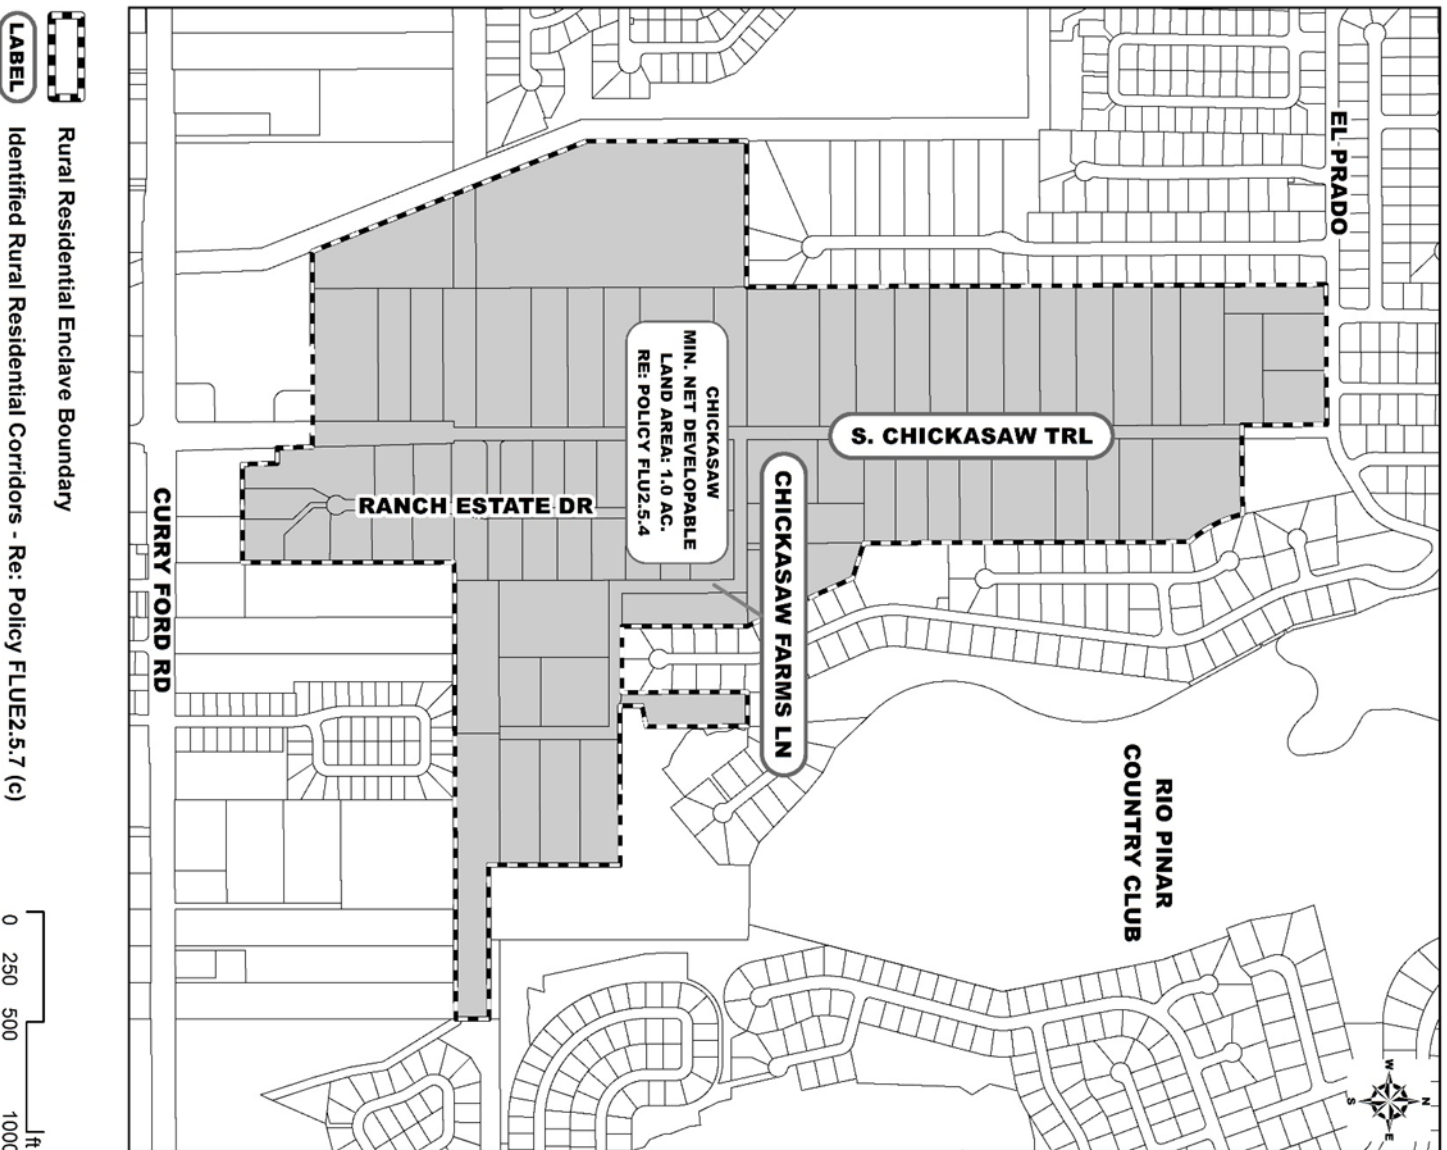 EL PRADO
CHICKASAW
MIN. NET DEVELOPABLE
LAND AREA: 1.0 AC.
RE: POLICY FLU2.5.4
S. CHICKASAW TRL
RANCH ESTATE DR
CHICKASAW FARMS LN
CURRY FORD RD
RIO PINAR
COUNTRY CLUB
N
W
E
S
Rural Residential Enclave Boundary
LABEL
Identified Rural Residential Corridors - Re: Policy FLUE2.5.7 (c)
0 250 500 1000
ft